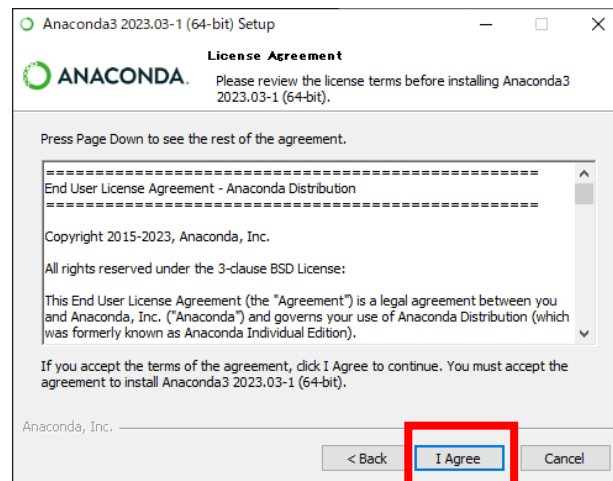 Anaconda3 2023.03-1 (64-bit) Setup
License Agreement
ANACONDA.
Please review the license terms before installing Anaconda3
2023.03-1 (64-bit).
Press Page Down to see the rest of the agreement.
====================================================
End User License Agreement - Anaconda Distribution
====================================================
Copyright 2015-2023, Anaconda, Inc.
All rights reserved under the 3-clause BSD License:
This End User License Agreement (the "Agreement") is a legal agreement between you
and Anaconda, Inc. ("Anaconda") and governs your use of Anaconda Distribution (which
was formerly known as Anaconda Individual Edition).
If you accept the terms of the agreement, click I Agree to continue. You must accept the
agreement to install Anaconda3 2023.03-1 (64-bit).
Anaconda, Inc.
< Back
I Agree
Cancel